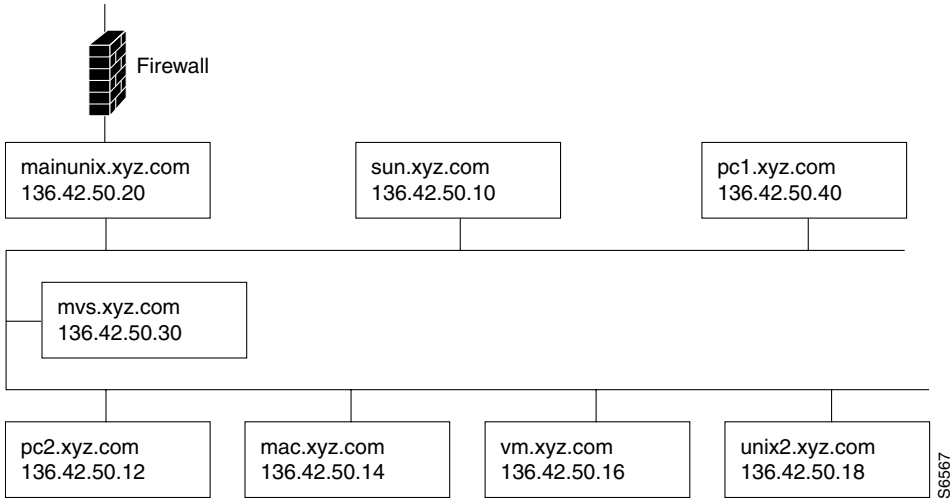 Firewall
mainunix.xyz.com
136.42.50.20
sun.xyz.com
136.42.50.10
pc1.xyz.com
136.42.50.40
mvs.xyz.com
136.42.50.30
pc2.xyz.com
136.42.50.12
mac.xyz.com
136.42.50.14
vm.xyz.com
136.42.50.16
unix2.xyz.com
136.42.50.18
S6567